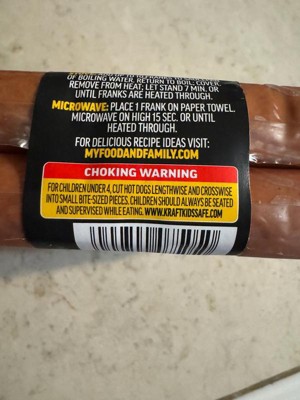 OF BOILING WATER. RETURN TO BOIL; COVER.
REMOVE FROM HEAT; LET STAND 7 MIN. OR
UNTIL FRANKS ARE HEATED THROUGH.
MICROWAVE: PLACE 1 FRANK ON PAPER TOWEL.
MICROWAVE ON HIGH 15 SEC. OR UNTIL
HEATED THROUGH.
FOR DELICIOUS RECIPE IDEAS VISIT:
MYFOODANDFAMILY.COM
CHOKING WARNING
FOR CHILDREN UNDER 4, CUT HOT DOGS LENGTHWISE AND CROSSWISE
INTO SMALL BITE-SIZED PIECES. CHILDREN SHOULD ALWAYS BE SEATED
AND SUPERVISED WHILE EATING. WWW.KRAFTKIDSSAFE.COM